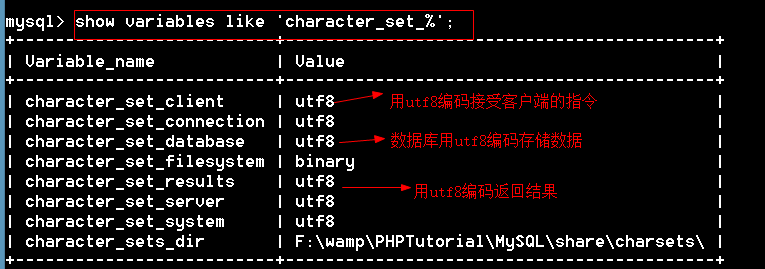 mysql> show variables like 'character_set_%';
+--------------------------+---------------------------------------+
| Variable_name | Value |
+--------------------------+---------------------------------------+
| character_set_client | utf8 | 用utf8编码接受客户端的指令
| character_set_connection | utf8 |
| character_set_database | utf8 | 数据库用utf8编码存储数据
| character_set_filesystem | binary |
| character_set_results | utf8 | 用utf8编码返回结果
| character_set_server | utf8 |
| character_set_system | utf8 |
| character_sets_dir | F:\wamp\PHPTutorial\MySQL\share\charsets\ |
+--------------------------+---------------------------------------+